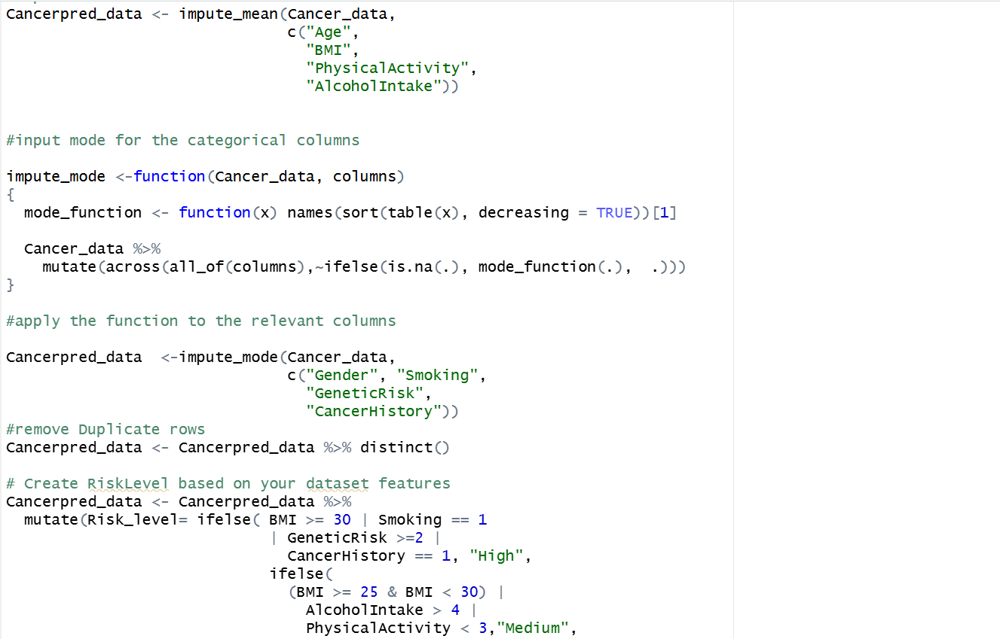 Cancerpred_data <- impute_mean(Cancer_data,
                               c("Age",
                                 "BMI",
                                 "PhysicalActivity",
                                 "AlcoholIntake"))
#input mode for the categorical columns
impute_mode <-function(Cancer_data, columns)
{
  mode_function <- function(x) names(sort(table(x), decreasing = TRUE))[1]
  Cancer_data %>%
    mutate(across(all_of(columns),~ifelse(is.na(.), mode_function(.),  .)))
}
#apply the function to the relevant columns
Cancerpred_data  <-impute_mode(Cancer_data,
                               c("Gender", "Smoking",
                                 "GeneticRisk",
                                 "CancerHistory"))
#remove Duplicate rows
Cancerpred_data <- Cancerpred_data %>% distinct()
# Create RiskLevel based on your dataset features
Cancerpred_data <- Cancerpred_data %>%
  mutate(Risk_level= ifelse( BMI >= 30 | Smoking == 1
                             | GeneticRisk >=2 |
                               CancerHistory == 1, "High",
                             ifelse(
                               (BMI >= 25 & BMI < 30) |
                                 AlcoholIntake > 4 |
                                 PhysicalActivity < 3,"Medium",